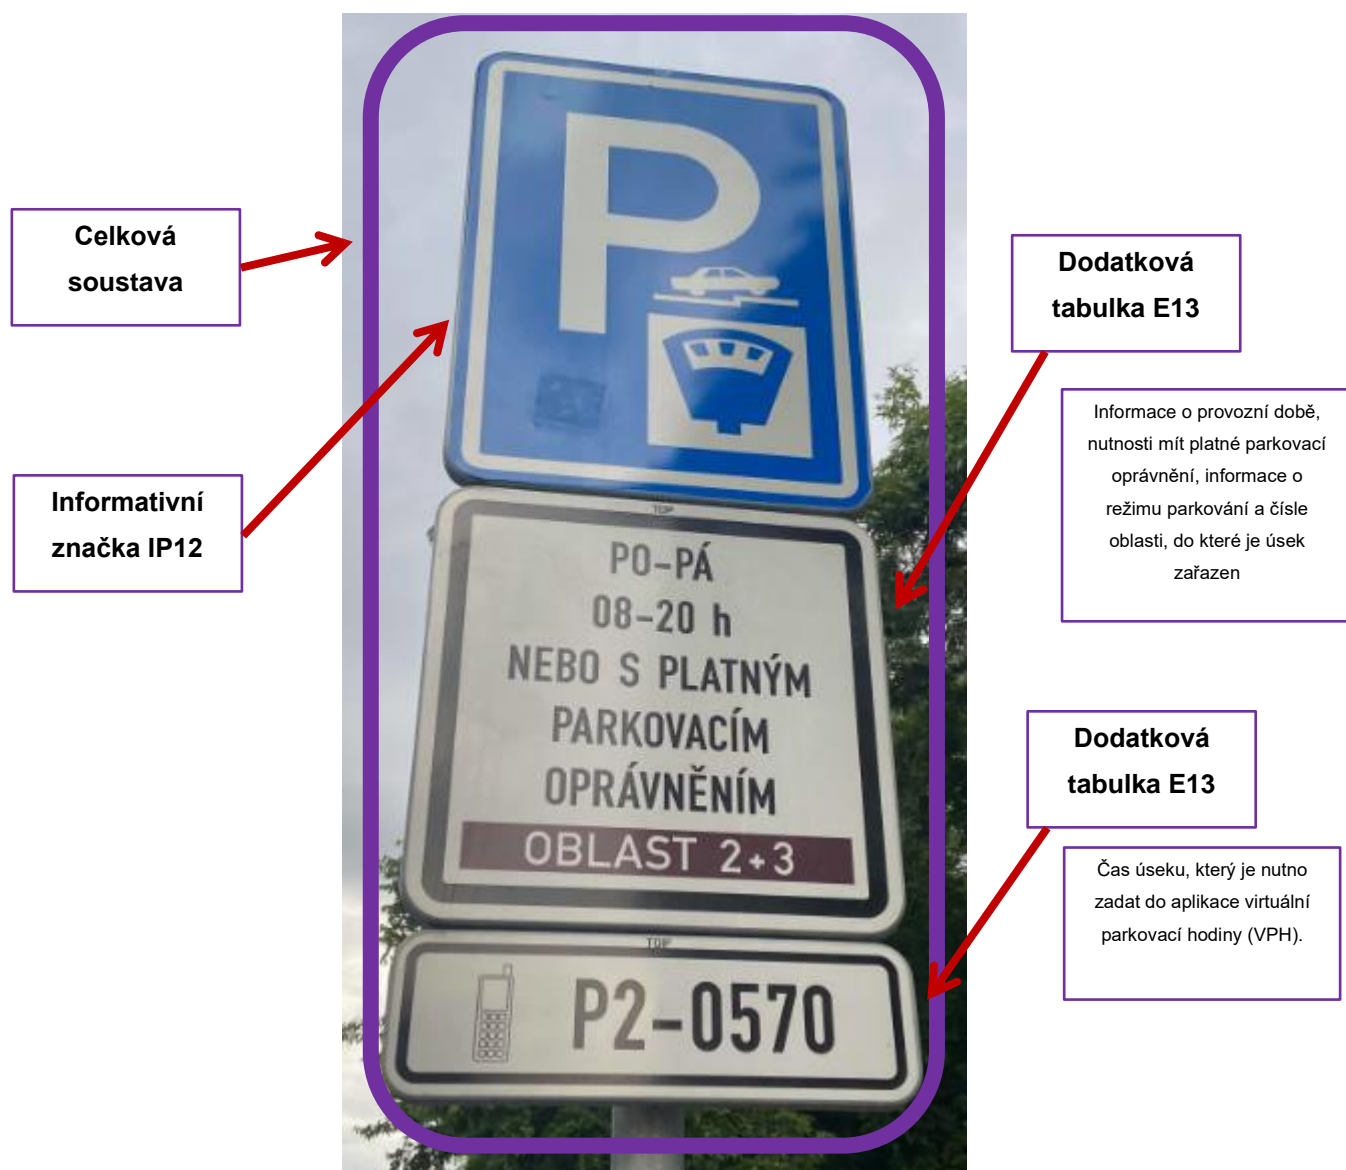 Celková
soustava
Informativní
značka IP12
P
TOP
PO-PÁ
08-20 h
NEBO S PLATNÝM
PARKOVACÍM
OPRÁVNĚNÍM
OBLAST 2+3
TOP
P2-0570
Dodatková
tabulka E13
Informace o provozní době,
nutnosti mít platné parkovací
oprávnění, informace o
režimu parkování a čísle
oblasti, do které je úsek
zařazen
Dodatková
tabulka E13
Čas úseku, který je nutno
zadat do aplikace virtuální
parkovací hodiny (VPH).